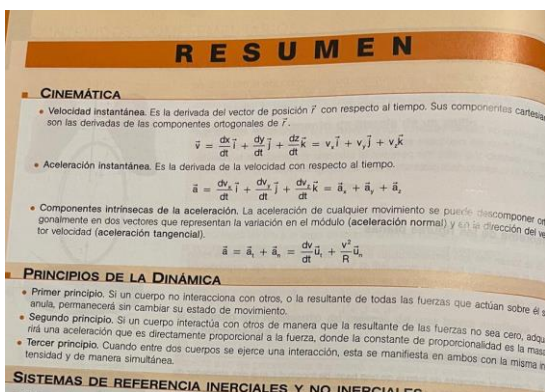 RESUMEN
CINEMÁTICA
• Velocidad instantánea. Es la derivada del vector de posición r⃗ con respecto al tiempo. Sus componentes
son las derivadas de las componentes ortogonales de r⃗.
v⃗ = dx/dt i⃗ + dy/dt j⃗ + dz/dt k⃗ = vₓi⃗ + vᵧj⃗ + v_z k⃗
• Aceleración instantánea. Es la derivada de la velocidad con respecto al tiempo.
a⃗ = dvₓ/dt i⃗ + dvᵧ/dt j⃗ + dv_z/dt k⃗ = a⃗ₓ + a⃗ᵧ + a⃗_z
• Componentes intrínsecas de la aceleración. La aceleración de cualquier movimiento se puede descomponer
gonalmente en dos vectores que representan la variación en el módulo (aceleración normal) y en la dirección del
tor velocidad (aceleración tangencial).
a⃗ = a⃗ₜ + a⃗ₙ = dv/dt u⃗ₜ + v²/R u⃗ₙ
PRINCIPIOS DE LA DINÁMICA
• Primer principio. Si un cuerpo no interacciona con otros, o la resultante de todas las fuerzas que actúan sobre él
anula, permanecerá sin cambiar su estado de movimiento.
• Segundo principio. Si un cuerpo interactúa con otros de manera que la resultante de las fuerzas no sea cero,
rirá una aceleración que es directamente proporcional a la fuerza, donde la constante de proporcionalidad es la
• Tercer principio. Cuando entre dos cuerpos se ejerce una interacción, esta se manifiesta en ambos con la misma
tensidad y de manera simultánea.
SISTEMAS DE REFERENCIA INERCIALES Y NO INERCIALES